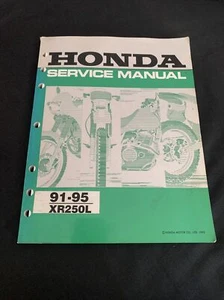 HONDA
SERVICE MANUAL
91-95
XR250L